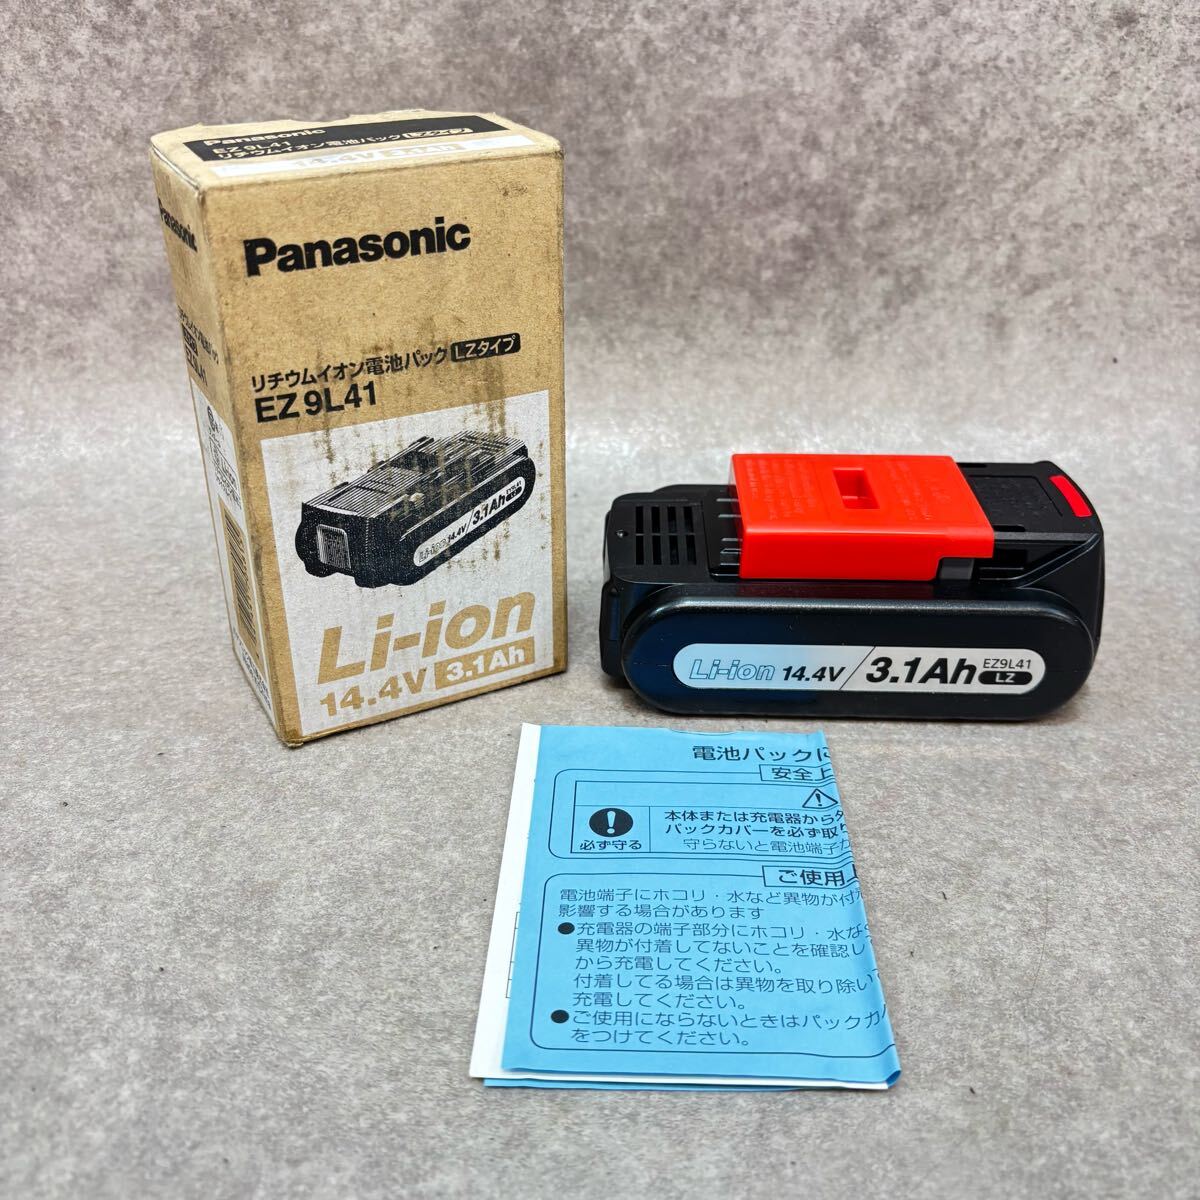 Panasonic
EZ9L41
リチウムイオン電池パック LZタイプ
14.4V 3.1Ah
Panasonic
Panasonic
リチウムイオン電池パック LZタイプ
EZ9L41
Li-ion 14.4V/3.1Ah EZ9L41
Li-ion
14.4V 3.1Ah
Li-ion 14.4V/3.1Ah EZ9L41
LZ
電池パックに
安全上
本体または充電器から外
パックカバーを必ず取り
必ず守る
守らないと電池端子が
ご使用上
電池端子にホコリ・水など異物が付着
影響する場合があります
●充電器の端子部分にホコリ・水など
異物が付着してないことを確認し
から充電してください。
付着してる場合は異物を取り除いて
充電してください。
●ご使用にならないときはパックカバ
をつけてください。